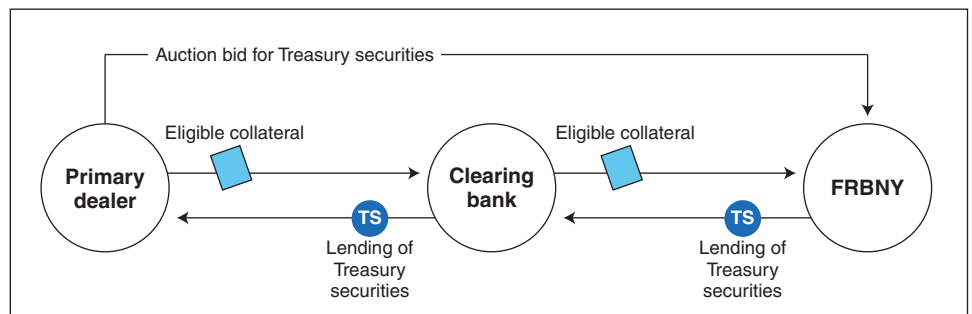 Auction bid for Treasury securities
Eligible collateral
Eligible collateral
Primary
dealer
Clearing
bank
FRBNY
TS
TS
Lending of
Treasury
securities
Lending of
Treasury
securities